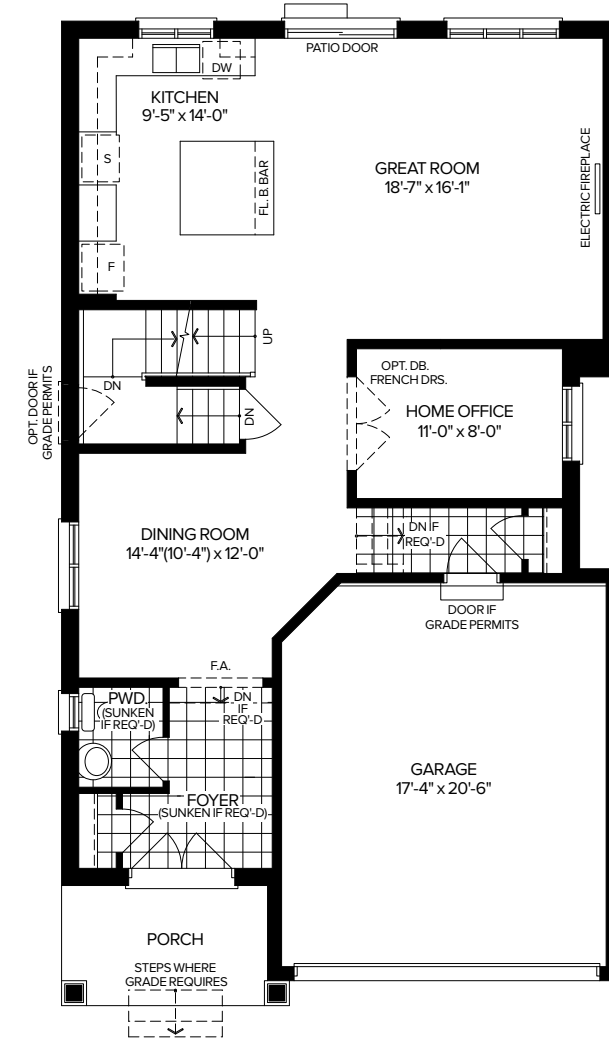 PATIO DOOR
DW
KITCHEN
9'-5" x 14'-0"
S
FL. B. BAR
GREAT ROOM
18'-7" x 16'-1"
ELECTRIC FIREPLACE
F
UP
DN
OPT. DOOR IF
GRADE PERMITS
DN
OPT. DB.
FRENCH DRS.
HOME OFFICE
11'-0" x 8'-0"
DINING ROOM
14'-4"(10'-4") x 12'-0"
DN IF
REQ'-D
DOOR IF
GRADE PERMITS
F.A.
PWD.
(SUNKEN
IF REQ'-D)
DN
IF
REQ'-D
FOYER
(SUNKEN IF REQ'-D)
GARAGE
17'-4" x 20'-6"
PORCH
STEPS WHERE
GRADE REQUIRES